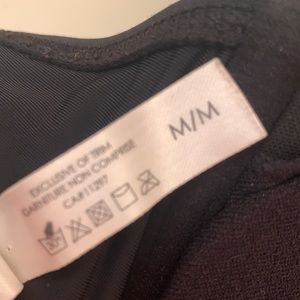 M/M
EXCLUSIVE OF TRIM
GARNITURE NON COMPRISE
CA#11297